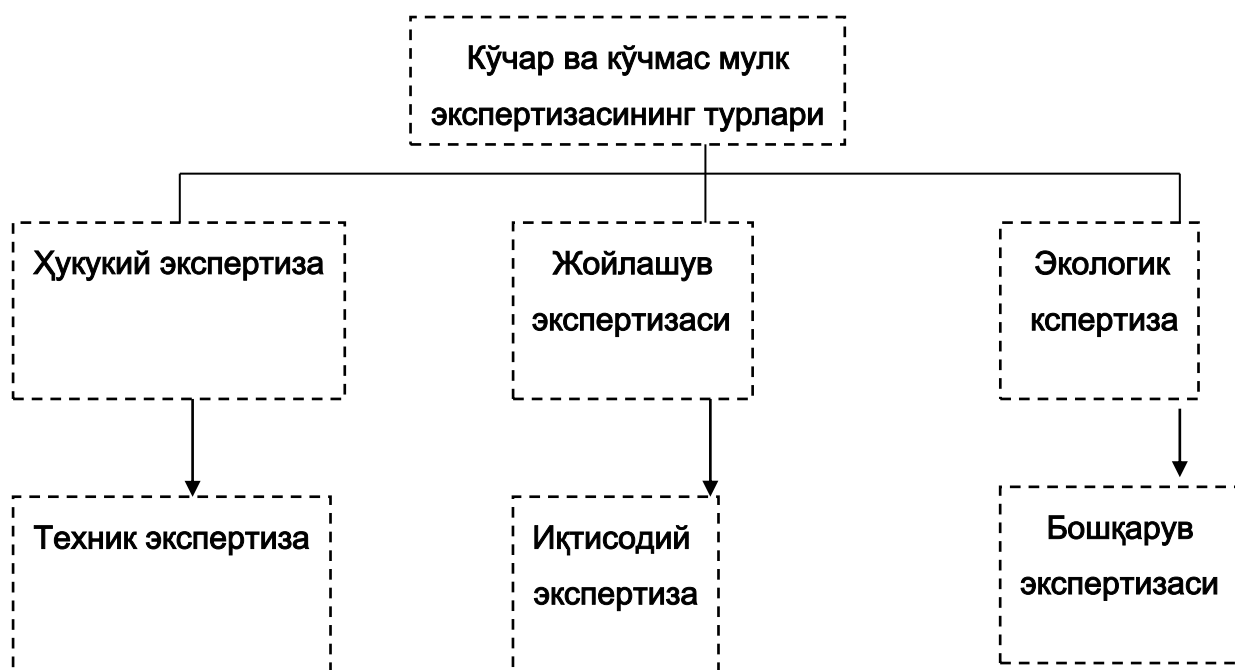 Кўчар ва кўчмас мулк
экспертизасининг турлари
Ҳукукий экспертиза
Жойлашув
экспертизаси
Экологик
кспертиза
Техник экспертиза
Иқтисодий
экспертиза
Бошқарув
экспертизаси